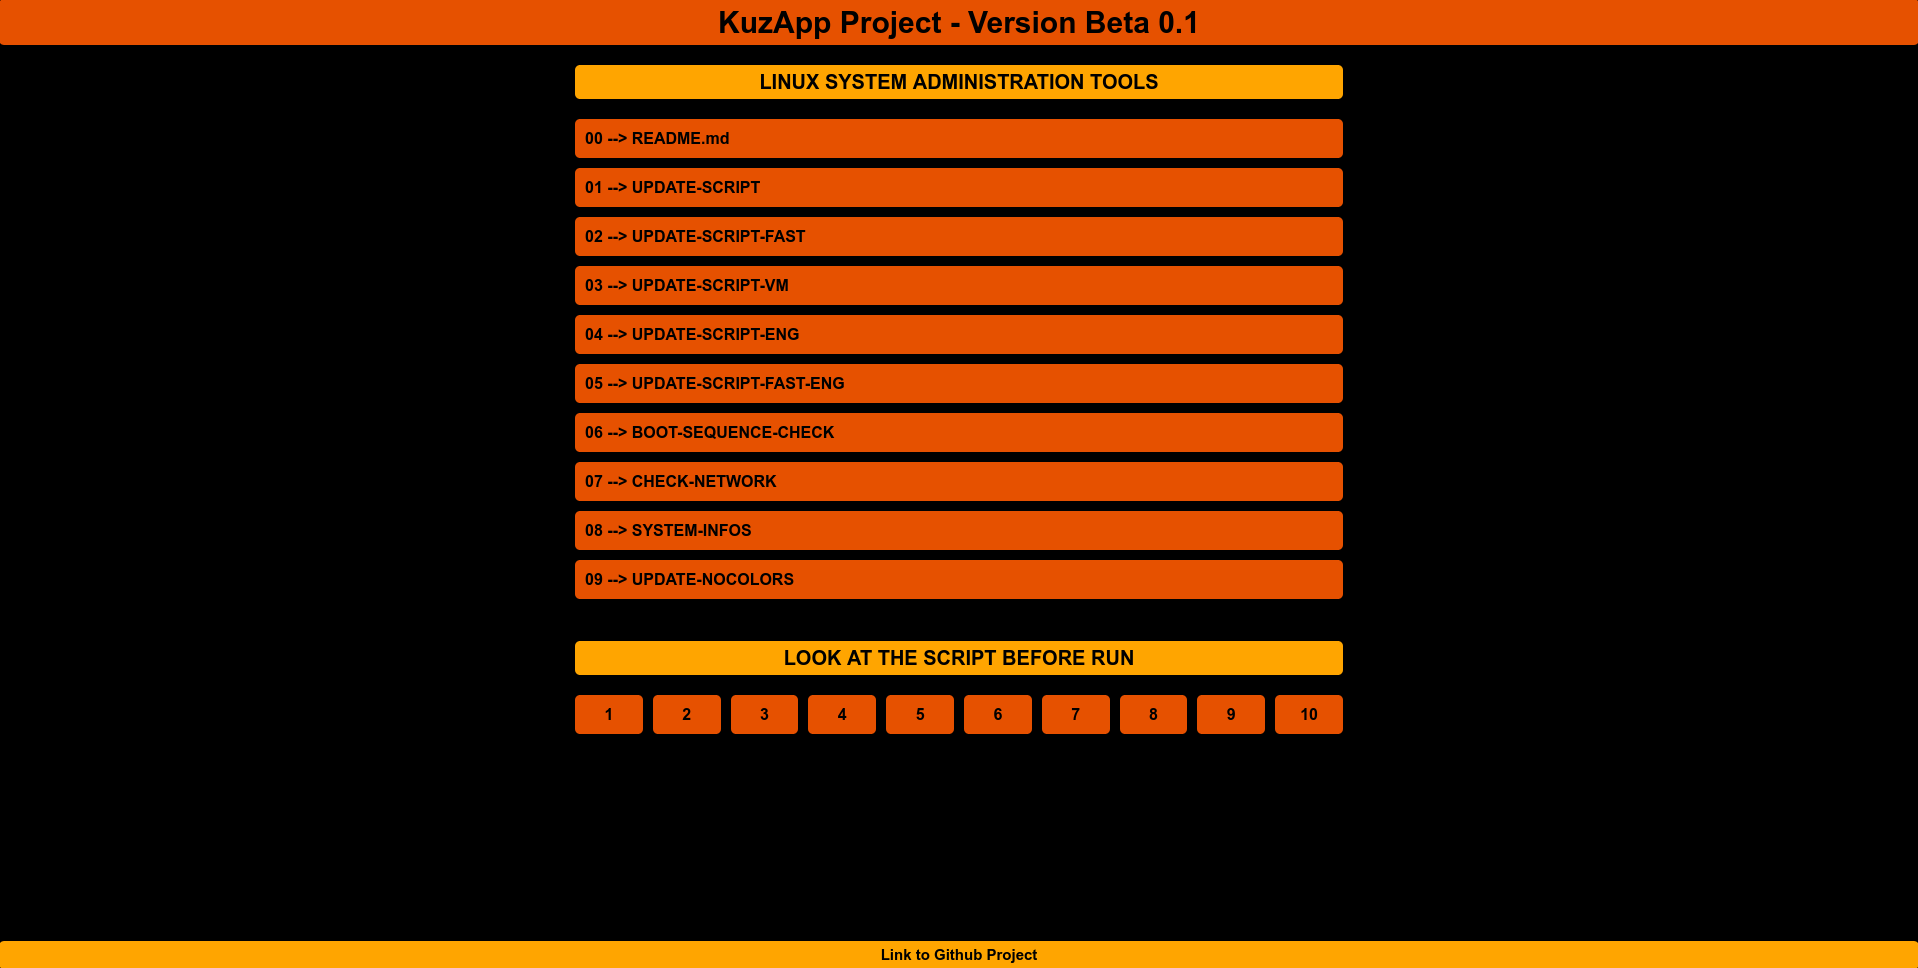 KuzApp Project - Version Beta 0.1
LINUX SYSTEM ADMINISTRATION TOOLS
00 --> README.md
01 --> UPDATE-SCRIPT
02 --> UPDATE-SCRIPT-FAST
03 --> UPDATE-SCRIPT-VM
04 --> UPDATE-SCRIPT-ENG
05 --> UPDATE-SCRIPT-FAST-ENG
06 --> BOOT-SEQUENCE-CHECK
07 --> CHECK-NETWORK
08 --> SYSTEM-INFOS
09 --> UPDATE-NOCOLORS
LOOK AT THE SCRIPT BEFORE RUN
1 2 3 4 5 6 7 8 9 10
Link to Github Project